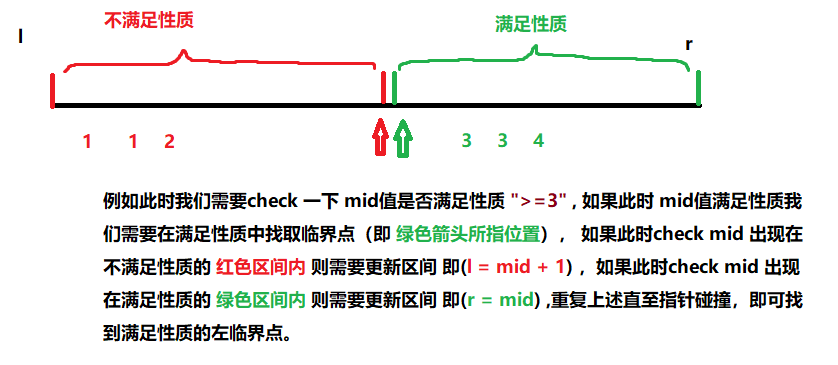 不满足性质
满足性质
l
r
1 1 2
3 3 4
例如此时我们需要check 一下 mid值是否满足性质 ">=3" , 如果此时 mid值满足性质我
们需要在满足性质中找取临界点（即 绿色箭头所指位置）， 如果此时check mid 出现在
不满足性质的 红色区间内 则需要更新区间 即(l = mid + 1) ，如果此时check mid 出现
在满足性质的 绿色区间内 则需要更新区间 即(r = mid) ,重复上述直至指针碰撞，即可找
到满足性质的左临界点。